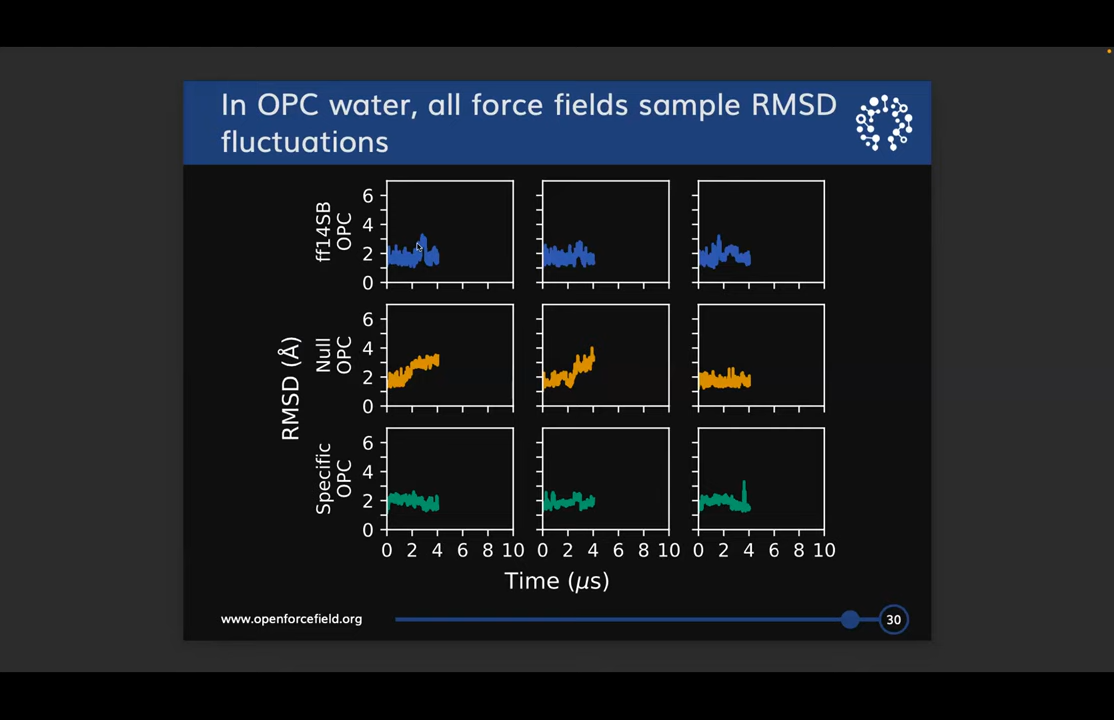 In OPC water, all force fields sample RMSD
fluctuations
RMSD (Å)
ff14SB
OPC
6
4
2
0
Null
OPC
6
4
2
0
Specific
OPC
6
4
2
0
0 2 4 6 8 10 0 2 4 6 8 10 0 2 4 6 8 10
Time (μs)
www.openforcefield.org
30